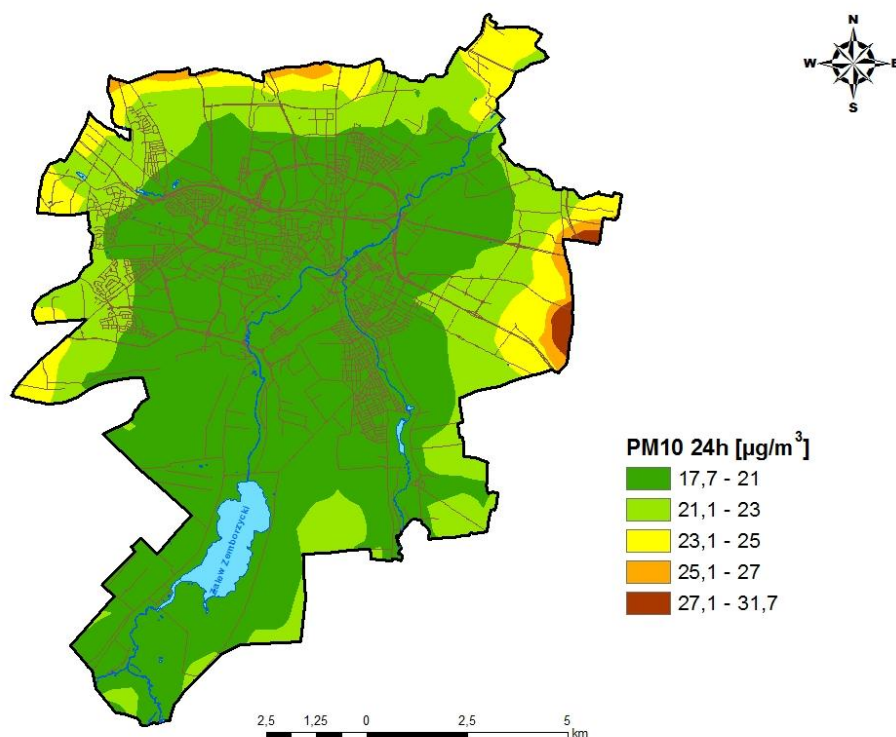 N
W
E
S
PM10 24h [µg/m³]
17,7 - 21
21,1 - 23
23,1 - 25
25,1 - 27
27,1 - 31,7
Zalew Zemborzycki
2,5 1,25 0 2,5 5
km